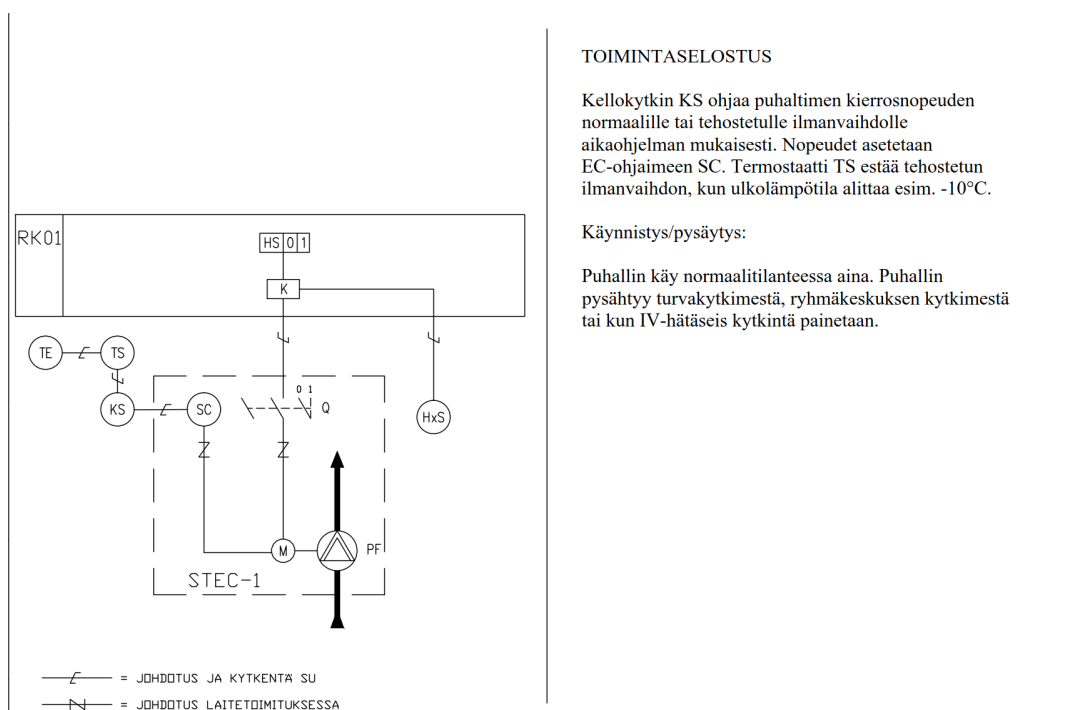 TOIMINTASELOSTUS
Kellokytkin KS ohjaa puhaltimen kierrosnopeuden
normaalille tai tehostetulle ilmanvaihdolle
aikaohjelman mukaisesti. Nopeudet asetetaan
EC-ohjaimeen SC. Termostaatti TS estää tehostetun
ilmanvaihdon, kun ulkolämpötila alittaa esim. -10°C.
Käynnistys/pysäytys:
Puhallin käy normaalitilanteessa aina. Puhallin
pysähtyy turvakytkimestä, ryhmäkeskuksen kytkimestä
tai kun IV-hätäseis kytkintä painetaan.
RK01
HS 0 1
K
TE
TS
KS
SC
0 1
Q
HxS
M
PF
STEC-1
= JOHDOTUS JA KYTKENTÄ SU
= JOHDOTUS LAITETOIMITUKSESSA